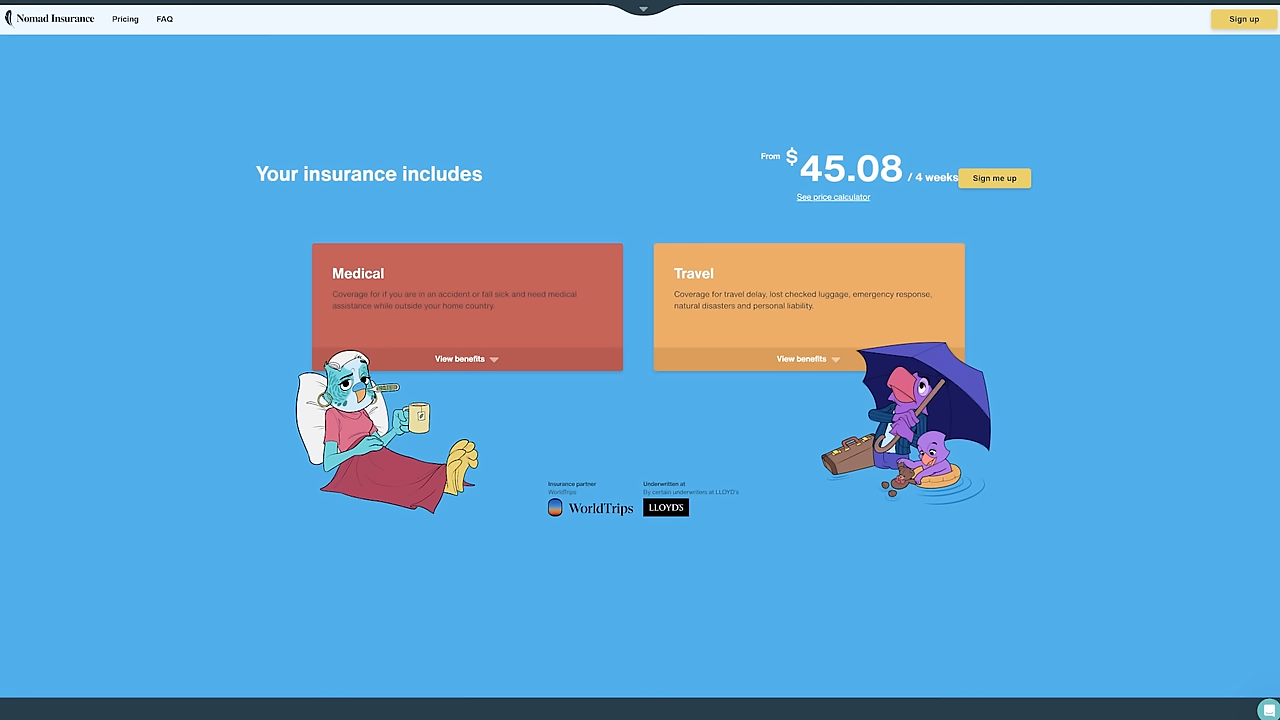 Nomad Insurance
Pricing
FAQ
Sign up
Your insurance includes
From $45.08 / 4 weeks
Sign me up
See price calculator
Medical
Coverage for if you are in an accident or fall sick and need medical
assistance while outside your home country.
View benefits
Travel
Coverage for travel delay, lost checked luggage, emergency response,
natural disasters and personal liability.
View benefits
Insurance partner
WorldTrips
WorldTrips
Underwritten at
By certain underwriters at LLOYD's
LLOYD'S